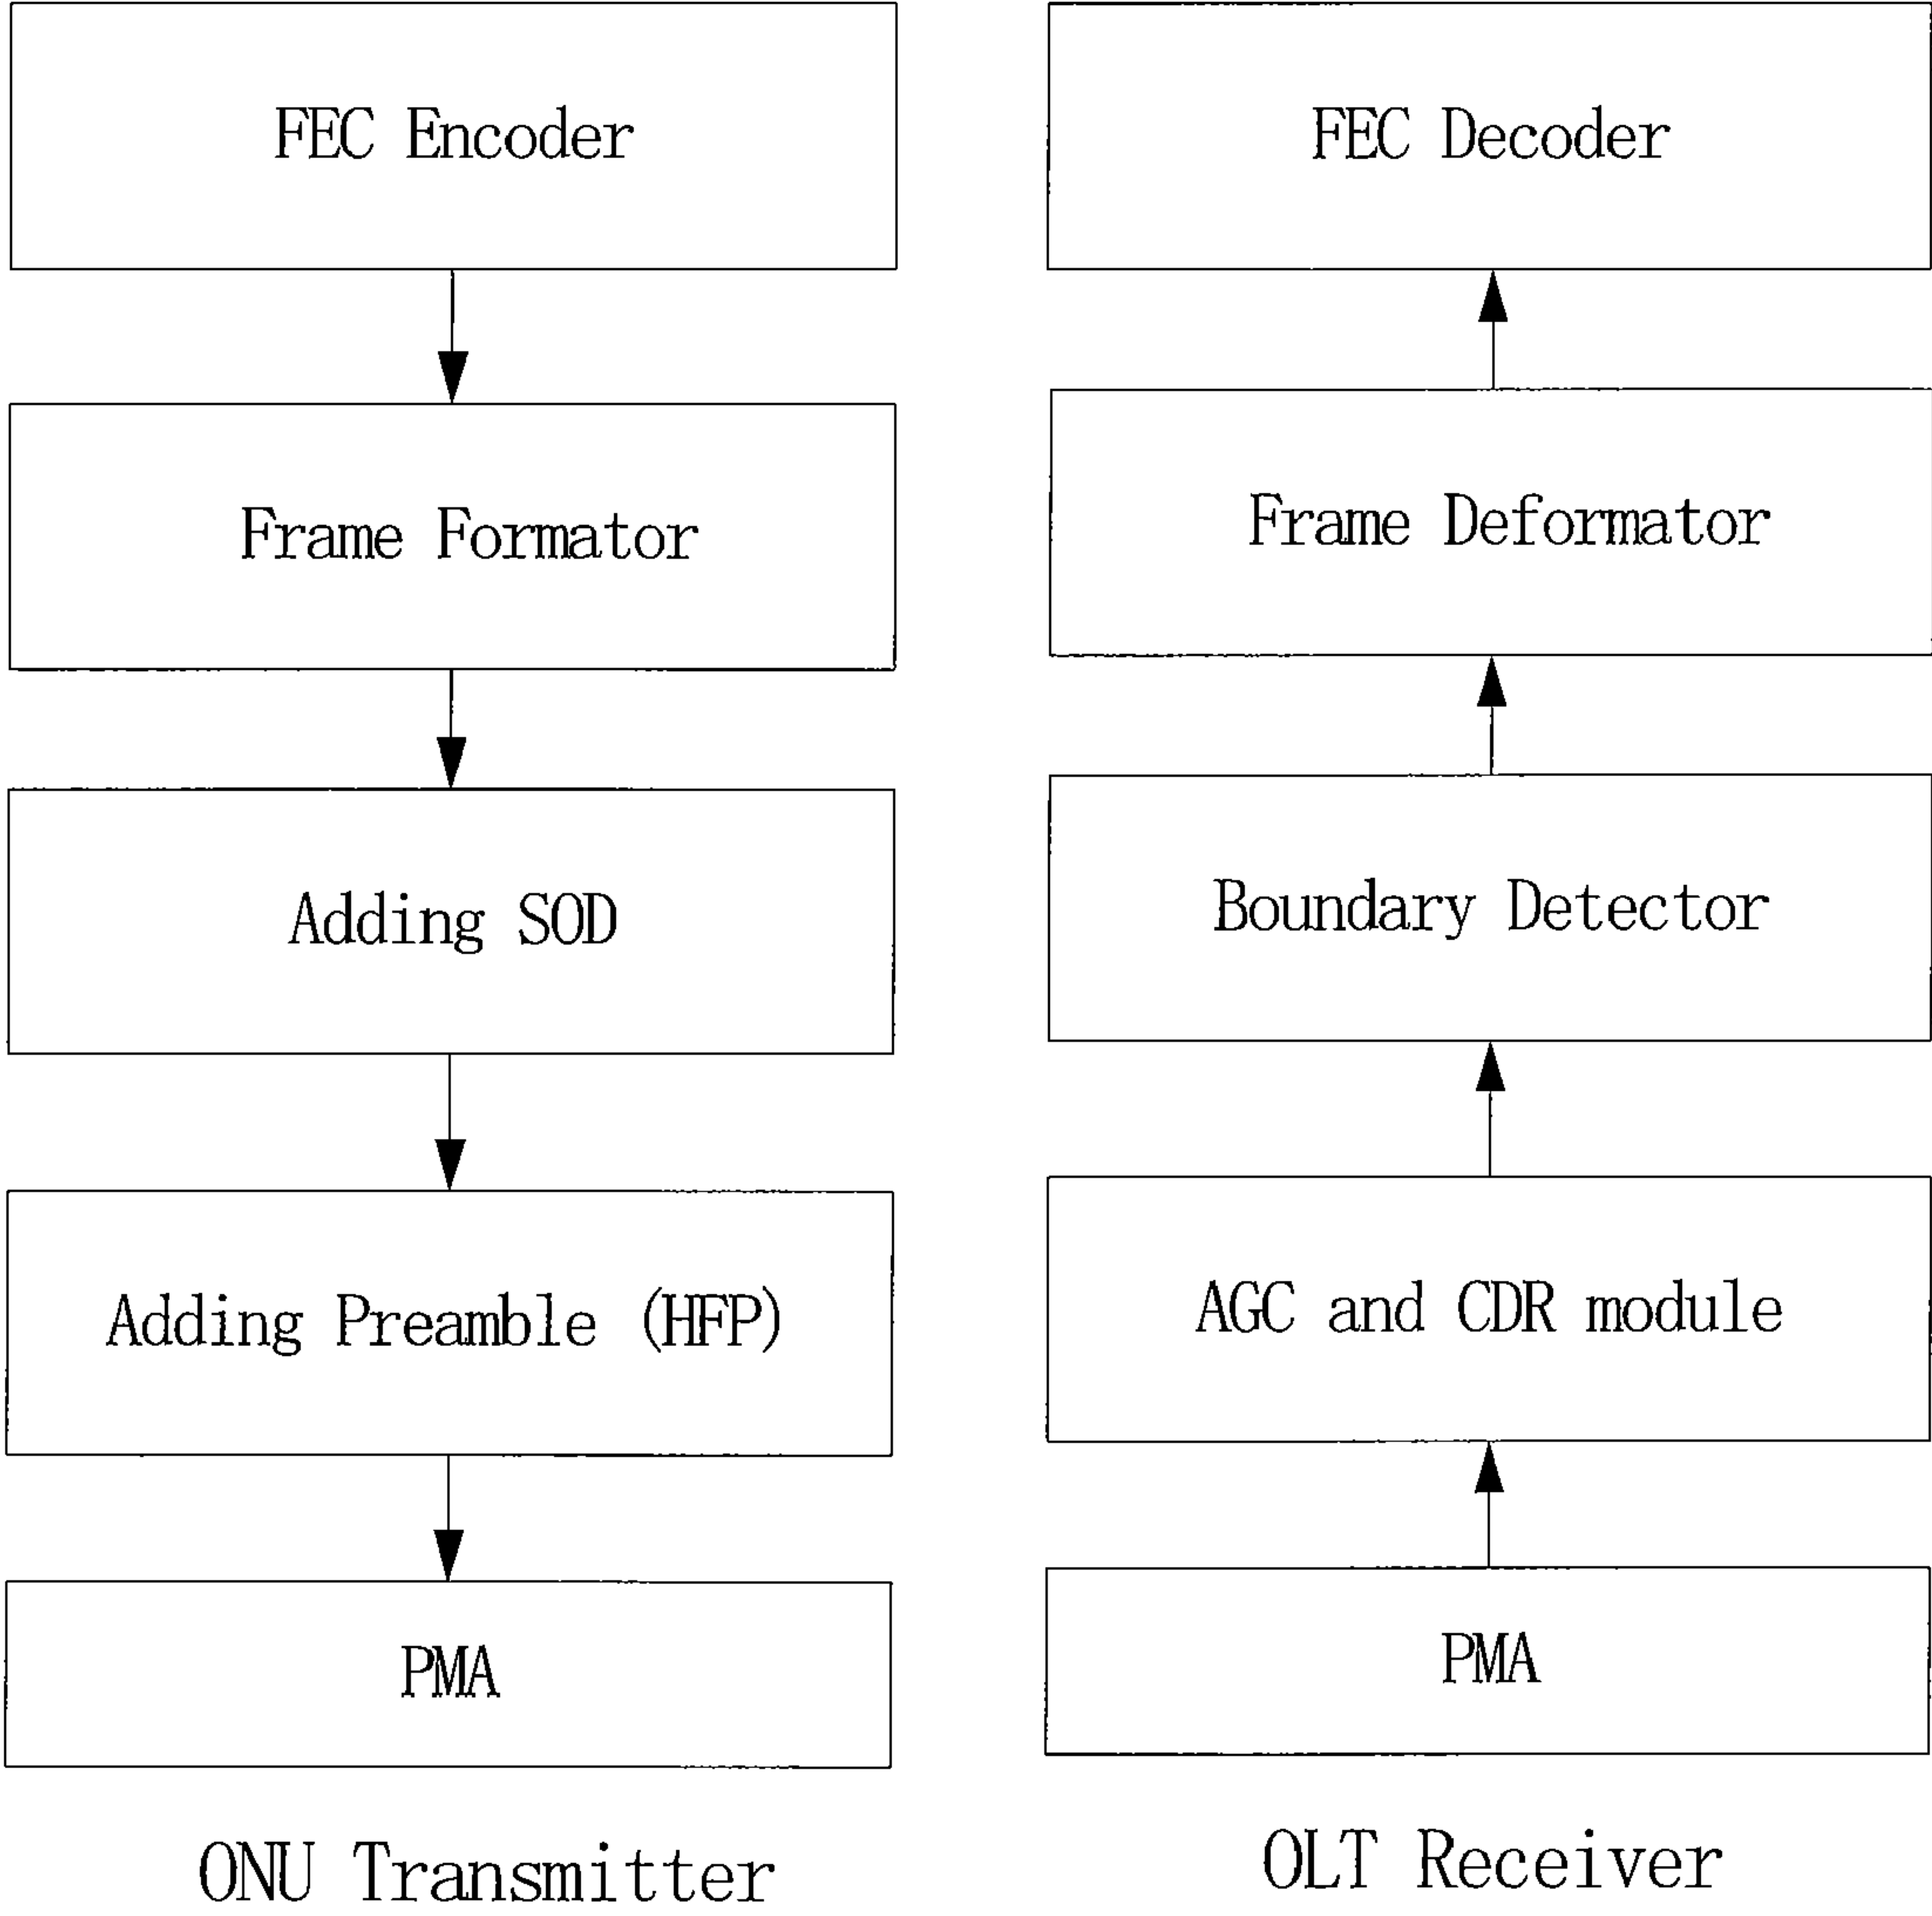 FEC Encoder
Frame Formator
Adding SOD
Adding Preamble (HFP)
PMA
ONU Transmitter
FEC Decoder
Frame Deformator
Boundary Detector
AGC and CDR module
PMA
OLT Receiver